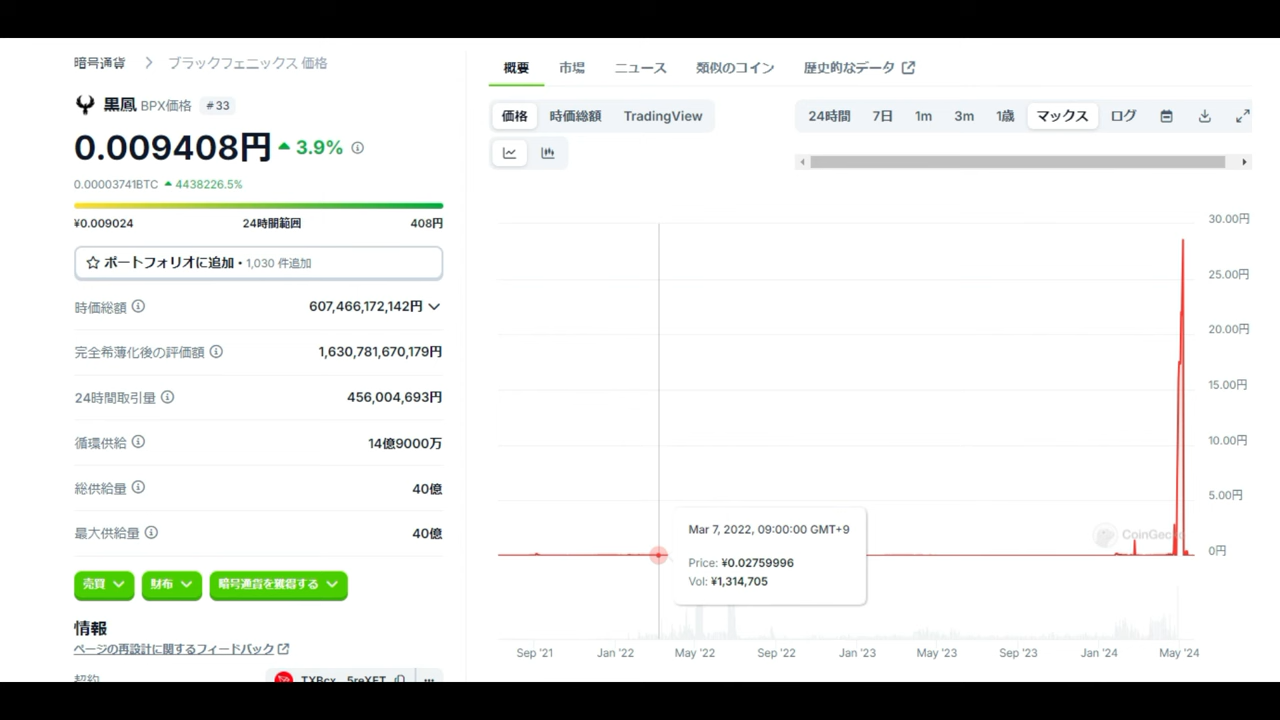 暗号通貨 > ブラックフェニックス 価格
黒鳳 BPX価格 #33
0.009408円 3.9%
0.00003741BTC 4438226.5%
¥0.009024 24時間範囲 408円
ポートフォリオに追加・1,030 件追加
時価総額 607,466,172,142円
完全希薄化後の評価額 1,630,781,670,179円
24時間取引量 456,004,693円
循環供給 14億9000万
総供給量 40億
最大供給量 40億
売買 財布 暗号通貨を獲得する
情報
ページの再設計に関するフィードバック
契約 TXBcx...5reXFT
概要 市場 ニュース 類似のコイン 歴史的なデータ
価格 時価総額 TradingView
24時間 7日 1m 3m 1歳 マックス ログ
30.00円
25.00円
20.00円
15.00円
10.00円
5.00円
0円
CoinGec
Mar 7, 2022, 09:00:00 GMT+9
Price: ¥0.02759996
Vol: ¥1,314,705
Sep '21 Jan '22 May '22 Sep '22 Jan '23 May '23 Sep '23 Jan '24 May '24